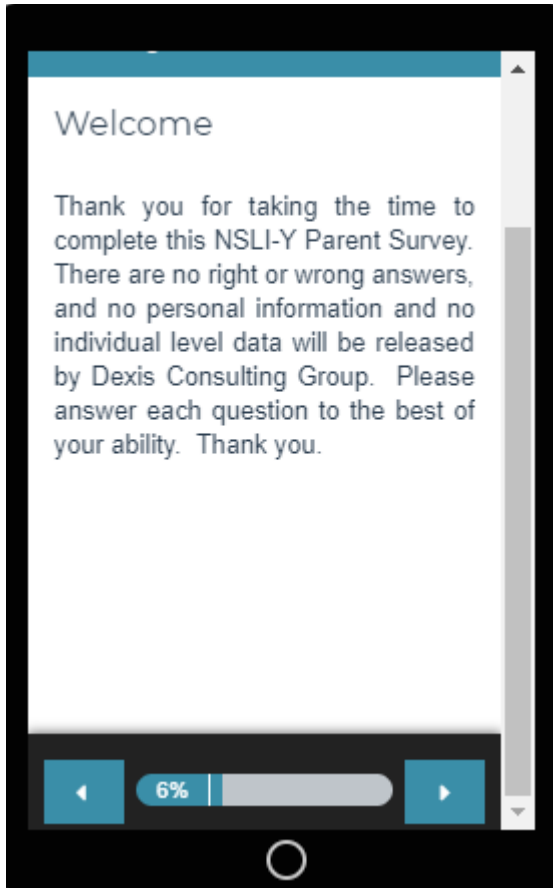 Welcome
Thank you for taking the time to
complete this NSLI-Y Parent Survey.
There are no right or wrong answers,
and no personal information and no
individual level data will be released
by Dexis Consulting Group.  Please
answer each question to the best of
your ability.  Thank you.
6%